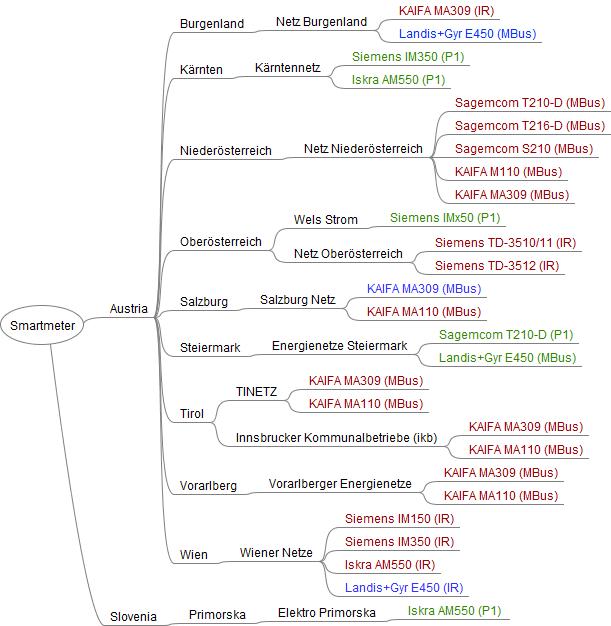 Smartmeter
Austria
Burgenland
Netz Burgenland
KAIFA MA309 (IR)
Landis+Gyr E450 (MBus)
Kärnten
Kärntennetz
Siemens IM350 (P1)
Iskra AM550 (P1)
Niederösterreich
Netz Niederösterreich
Sagemcom T210-D (MBus)
Sagemcom T216-D (MBus)
Sagemcom S210 (MBus)
KAIFA M110 (MBus)
KAIFA MA309 (MBus)
Oberösterreich
Wels Strom
Siemens IMx50 (P1)
Netz Oberösterreich
Siemens TD-3510/11 (IR)
Siemens TD-3512 (IR)
Salzburg
Salzburg Netz
KAIFA MA309 (MBus)
KAIFA MA110 (MBus)
Steiermark
Energienetze Steiermark
Sagemcom T210-D (P1)
Landis+Gyr E450 (MBus)
Tirol
TINETZ
KAIFA MA309 (MBus)
KAIFA MA110 (MBus)
Innsbrucker Kommunalbetriebe (ikb)
KAIFA MA309 (MBus)
KAIFA MA110 (MBus)
Vorarlberg
Vorarlberger Energienetze
KAIFA MA309 (MBus)
KAIFA MA110 (MBus)
Wien
Wiener Netze
Siemens IM150 (IR)
Siemens IM350 (IR)
Iskra AM550 (IR)
Landis+Gyr E450 (IR)
Slovenia
Primorska
Elektro Primorska
Iskra AM550 (P1)